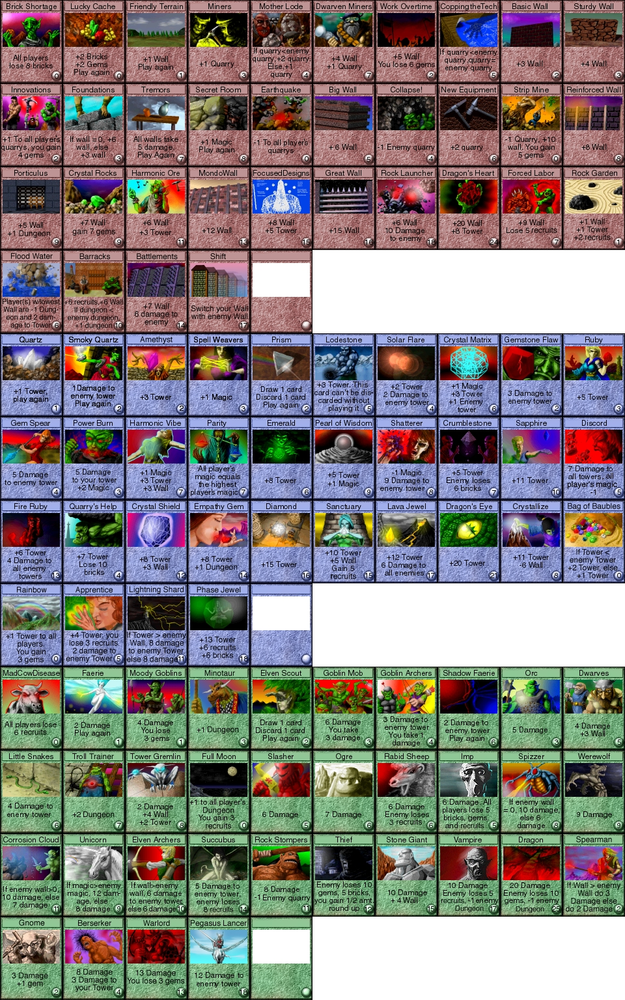 Brick Shortage
All players
lose 8 bricks
0
Lucky Cache
+2 Bricks
+2 Gems
Play again
0
Friendly Terrain
+1 Wall
Play again
1
Miners
+1 Quarry
3
Mother Lode
If quarry<enemy
quarry,+2 quarry.
Else,+1
quarry
4
Dwarven Miners
+4 Wall
+1 Quarry
7
Work Overtime
+5 Wall
You lose 6 gems
2
CoppingtheTech
If quarry<enemy
quarry,quarry=
enemy quarry
5
Basic Wall
+3 Wall
2
Sturdy Wall
+4 Wall
3
Innovations
+1 To all player's
quarrys, you gain
4 gems
2
Foundations
If wall = 0, +6
wall, else
+3 wall
3
Tremors
All walls take
5 damage.
Play Again
7
Secret Room
+1 Magic
Play again
8
Earthquake
-1 To all players
quarrys
0
Big Wall
+ 6 Wall
5
Collapse!
-1 Enemy quarry
4
New Equipment
+2 quarry
6
Strip Mine
-1 Quarry, +10
wall. You gain
5 gems
0
Reinforced Wall
+8 Wall
8
Porticulus
+5 Wall
+1 Dungeon
9
Crystal Rocks
+7 Wall
gain 7 gems
9
Harmonic Ore
+6 Wall
+3 Tower
11
MondoWall
+12 Wall
13
FocusedDesigns
+8 Wall
+5 Tower
15
Great Wall
+15 Wall
16
Rock Launcher
+6 Wall
10 Damage
to enemy
18
Dragon's Heart
+20 Wall
+8 Tower
24
Forced Labor
+9 Wall
Lose 5 recruits
7
Rock Garden
+1 Wall
+1 Tower
+2 recruits
1
Flood Water
Player(s) w/lowest
Wall are -1 Dung-
eon and 2 dam-
age to Tower
6
Barracks
+6 recruits,+6 Wall
if dungeon <
enemy dungeon,
+1 dungeon
10
Battlements
+7 Wall
6 damage to
enemy
14
Shift
Switch your Wall
with enemy Wall
17
Quartz
+1 Tower,
play again
1
Smoky Quartz
1Damage to
enemy tower
Play again
2
Amethyst
+3 Tower
2
Spell Weavers
+1 Magic
3
Prism
Draw 1 card
Discard 1 card
Play again
2
Lodestone
+3 Tower. This
card can't be dis-
carded without
playing it
5
Solar Flare
+2 Tower
2 Damage to
enemy tower
4
Crystal Matrix
+1 Magic
+3 Tower
+1 Enemy
tower
6
Gemstone Flaw
3 Damage to
enemy tower
2
Ruby
+5 Tower
3
Gem Spear
5 Damage
to enemy tower
4
Power Burn
5 Damage
to your tower
+2 Magic
3
Harmonic Vibe
+1 Magic
+3 Tower
+3 Wall
7
Parity
All player's
magic equals
the highest
player's magic
7
Emerald
+8 Tower
6
Pearl of Wisdom
+5 Tower
+1 Magic
9
Shatterer
-1 Magic.
9 Damage to
enemy tower
8
Crumblestone
+5 Tower
Enemy loses
6 bricks
7
Sapphire
+11 Tower
10
Discord
7 Damage to
all towers, all
player's magic
-1
5
Fire Ruby
+6 Tower
4 Damage to
all enemy
towers
13
Quarry's Help
+7 Tower
Lose 10
bricks
4
Crystal Shield
+8 Tower
+3 Wall
12
Empathy Gem
+8 Tower
+1 Dungeon
14
Diamond
+15 Tower
16
Sanctuary
+10 Tower
+5 Wall
Gain 5
recruits
15
Lava Jewel
+12 Tower
6 Damage to
all enemies
17
Dragon's Eye
+20 Tower
21
Crystallize
+11 Tower
-6 Wall
8
Bag of Baubles
If Tower <
enemy Tower
+2 Tower, else
+1 Tower
0
Rainbow
+1 Tower to all
players.
You gain
3 gems
0
Apprentice
+4 Tower, you
lose 3 recruits
2 damage to
enemy Tower
5
Lightning Shard
If Tower > enemy
Wall, 8 damage
to enemy Tower
else 8 damage
11
Phase Jewel
+13 Tower
+6 recruits
+6 bricks
18
MadCowDisease
All players lose
6 recruits
0
Faerie
2 Damage
Play again
1
Moody Goblins
4 Damage
You lose
3 gems
1
Minotaur
+1 Dungeon
3
Elven Scout
Draw 1 card
Discard 1 card
Play again
2
Goblin Mob
6 Damage
You take
3 damage
3
Goblin Archers
3 Damage to
enemy tower
You take 1
damage
4
Shadow Faerie
2 Damage to
enemy tower
Play again
6
Orc
5 Damage
3
Dwarves
4 Damage
+3 Wall
5
Little Snakes
4 Damage to
enemy tower
6
Troll Trainer
+2 Dungeon
7
Tower Gremlin
2 Damage
+4 Wall
+2 Tower
8
Full Moon
+1 to all player's
Dungeon
You gain 3
recruits
0
Slasher
6 Damage
5
Ogre
7 Damage
6
Rabid Sheep
6 Damage
Enemy loses
3 recruits
6
Imp
6 Damage. All
players lose 5
bricks, gems,
and recruits
5
Spizzer
If enemy wall
= 0, 10 damage,
else 6
damage
8
Werewolf
9 Damage
9
Corrosion Cloud
If enemy wall>0,
10 damage, else
7 damage
11
Unicorn
If magic>enemy
magic, 12 dam-
age, else
8 damage
9
Elven Archers
If wall>enemy
wall, 6 damage
to enemy tower,
else 6 damage
10
Succubus
5 Damage to
enemy tower,
enemy loses
8 recruits
14
Rock Stompers
8 Damage
-1 Enemy quarry
11
Thief
Enemy loses 10
gems, 5 bricks,
you gain 1/2 amt.
round up
12
Stone Giant
10 Damage
+ 4 Wall
15
Vampire
10 Damage
Enemy loses 5
recruits, -1 enemy
Dungeon
17
Dragon
20 Damage
Enemy loses 10
gems, -1 enemy
Dungeon
25
Spearman
If Wall > enemy
Wall do 3
Damage else
do 2 Damage
2
Gnome
3 Damage
+1 gem
2
Berserker
8 Damage
3 Damage to
your Tower
4
Warlord
13 Damage
You lose 3 gems
13
Pegasus Lancer
12 Damage to
enemy tower
18